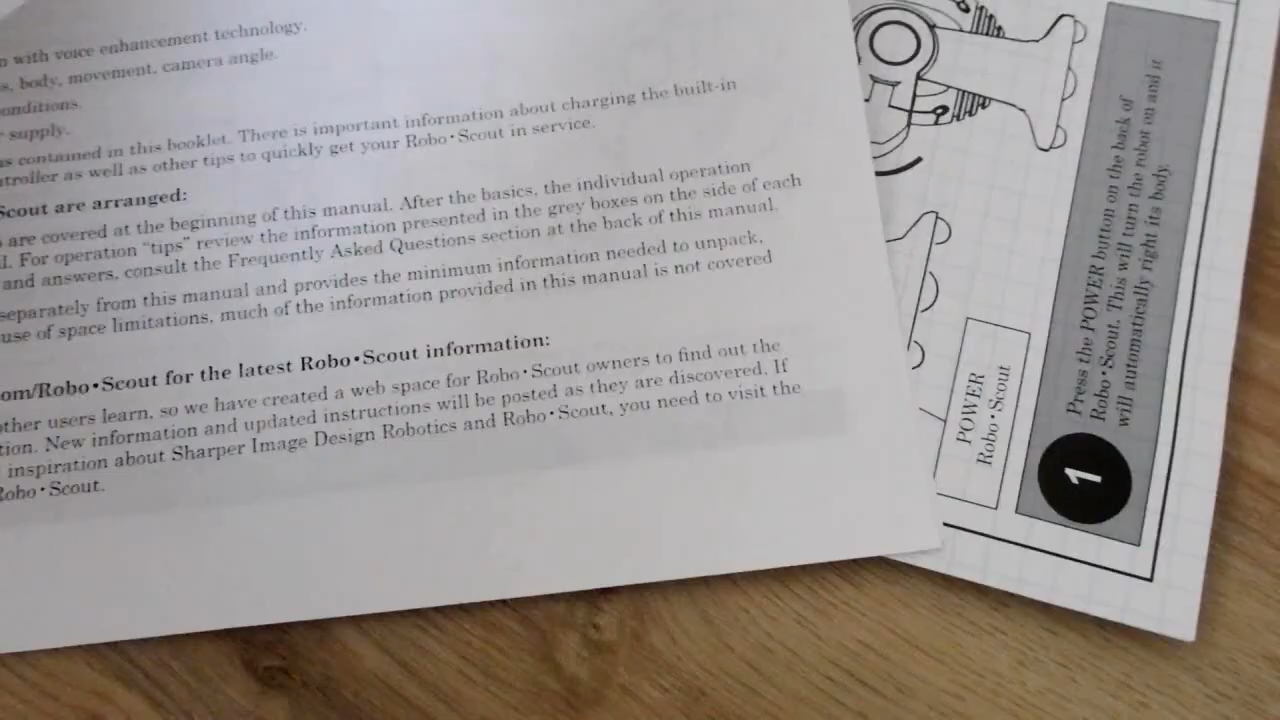 with voice enhancement technology.
s, body, movement, camera angle.
onditions.
supply.
s contained in this booklet. There is important information about charging the built-in
troller as well as other tips to quickly get your Robo•Scout in service.
Scout are arranged:
are covered at the beginning of this manual. After the basics, the individual operation
l. For operation “tips” review the information presented in the grey boxes on the side of each
and answers, consult the Frequently Asked Questions section at the back of this manual.
separately from this manual and provides the minimum information needed to unpack,
use of space limitations, much of the information provided in this manual is not covered
om/Robo•Scout for the latest Robo•Scout information:
other users learn, so we have created a web space for Robo•Scout owners to find out the
tion. New information and updated instructions will be posted as they are discovered. If
inspiration about Sharper Image Design Robotics and Robo•Scout, you need to visit the
Robo•Scout.
POWER
Robo•Scout
1
Press the POWER button on the back of
Robo•Scout. This will turn the robot on and it
will automatically right its body.